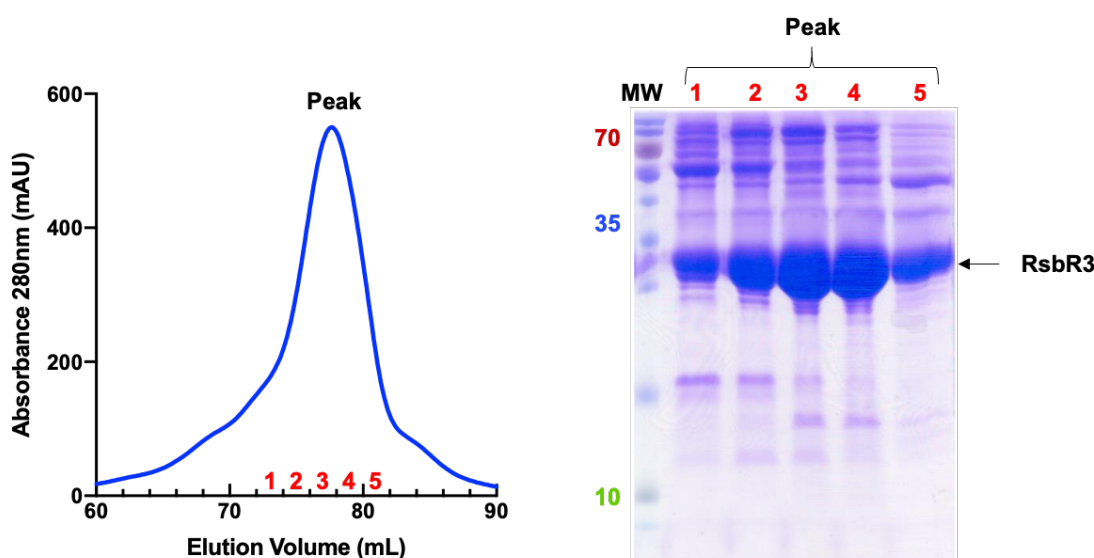 Absorbance 280nm (mAU)
600
400
200
0
Peak
1 2 3 4 5
60 70 80 90
Elution Volume (mL)
Peak
MW 1 2 3 4 5
70
35
RsbR3
10